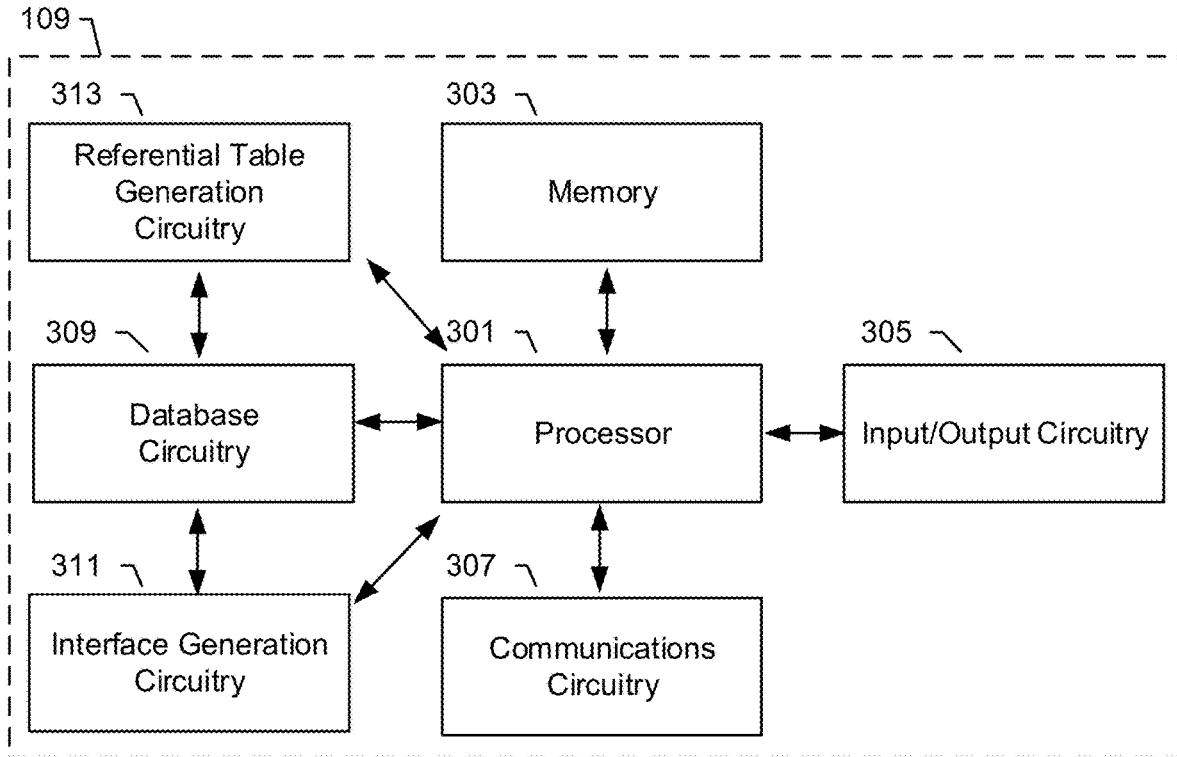 109
313
303
Referential Table
Generation
Circuitry
Memory
309
301
305
Database
Circuitry
Processor
Input/Output Circuitry
311
307
Interface Generation
Circuitry
Communications
Circuitry